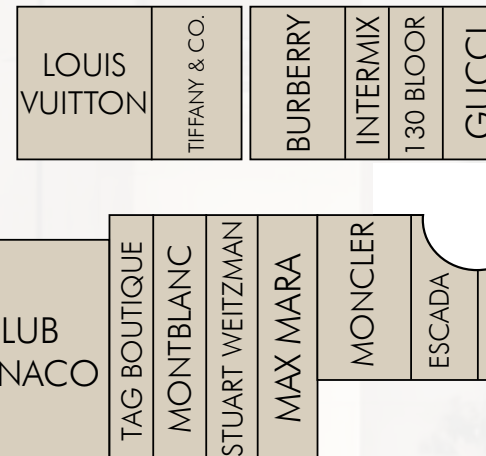 LOUIS
VUITTON
TIFFANY & CO.
BURBERRY
INTERMIX
130 BLOOR
GUCCI
LUB
NACO
TAG BOUTIQUE
MONTBLANC
STUART WEITZMAN
MAX MARA
MONCLER
ESCADA